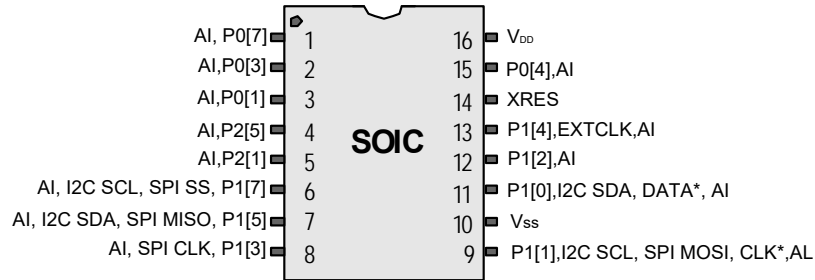 AI, P0[7] 1 16 VDD
AI,P0[3] 2 15 P0[4],AI
AI,P0[1] 3 14 XRES
AI,P2[5] 4 13 P1[4],EXTCLK,AI
SOIC
AI,P2[1] 5 12 P1[2],AI
AI, I2C SCL, SPI SS, P1[7] 6 11 P1[0],I2C SDA, DATA*, AI
AI, I2C SDA, SPI MISO, P1[5] 7 10 Vss
AI, SPI CLK, P1[3] 8 9 P1[1],I2C SCL, SPI MOSI, CLK*,AL